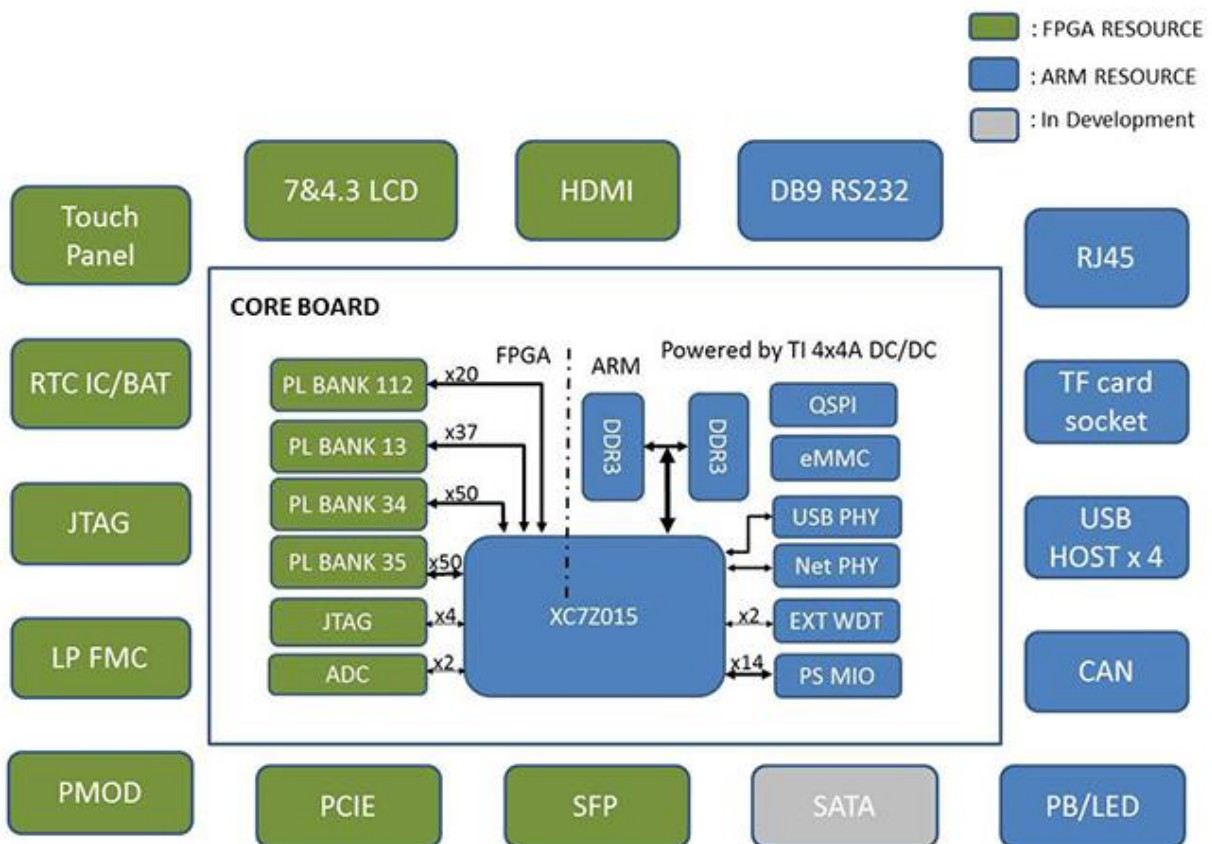 : FPGA RESOURCE
: ARM RESOURCE
: In Development
7&4.3 LCD
HDMI
DB9 RS232
Touch
Panel
RTC IC/BAT
JTAG
LP FMC
PMOD
CORE BOARD
FPGA
ARM
Powered by TI 4x4A DC/DC
PL BANK 112
x20
PL BANK 13
x37
PL BANK 34
x50
PL BANK 35
x50
JTAG
x4
ADC
x2
XC7Z015
DDR3
DDR3
QSPI
eMMC
USB PHY
Net PHY
x2
EXT WDT
x14
PS MIO
RJ45
TF card
socket
USB
HOST x 4
CAN
PCIE
SFP
SATA
PB/LED